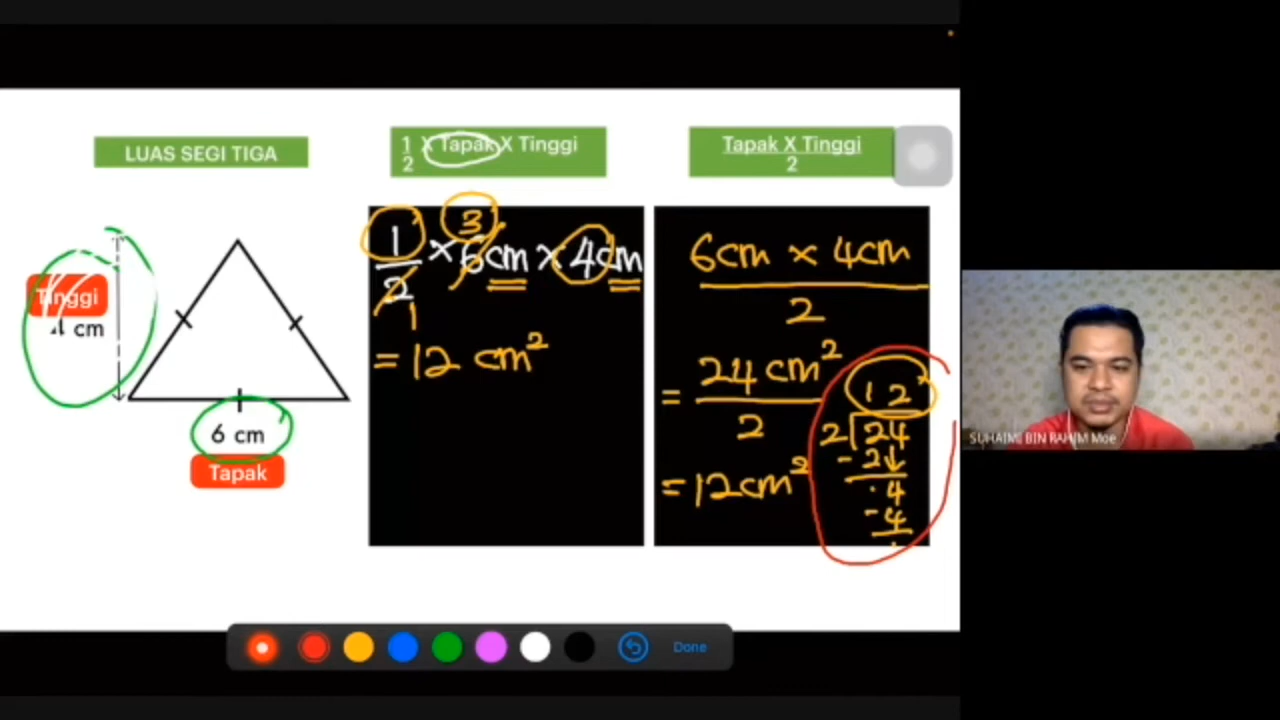 LUAS SEGI TIGA
1/2 X Tapak X Tinggi
Tapak X Tinggi
2
Tinggi
4 cm
6 cm
Tapak
1/2 × 6cm × 4cm
3
1
= 12 cm²
6cm × 4cm
2
= 24 cm²
2
= 12cm²
12
2 24
- 2↓
4
- 4
SUHAIMI BIN RAHIM Moe
Done